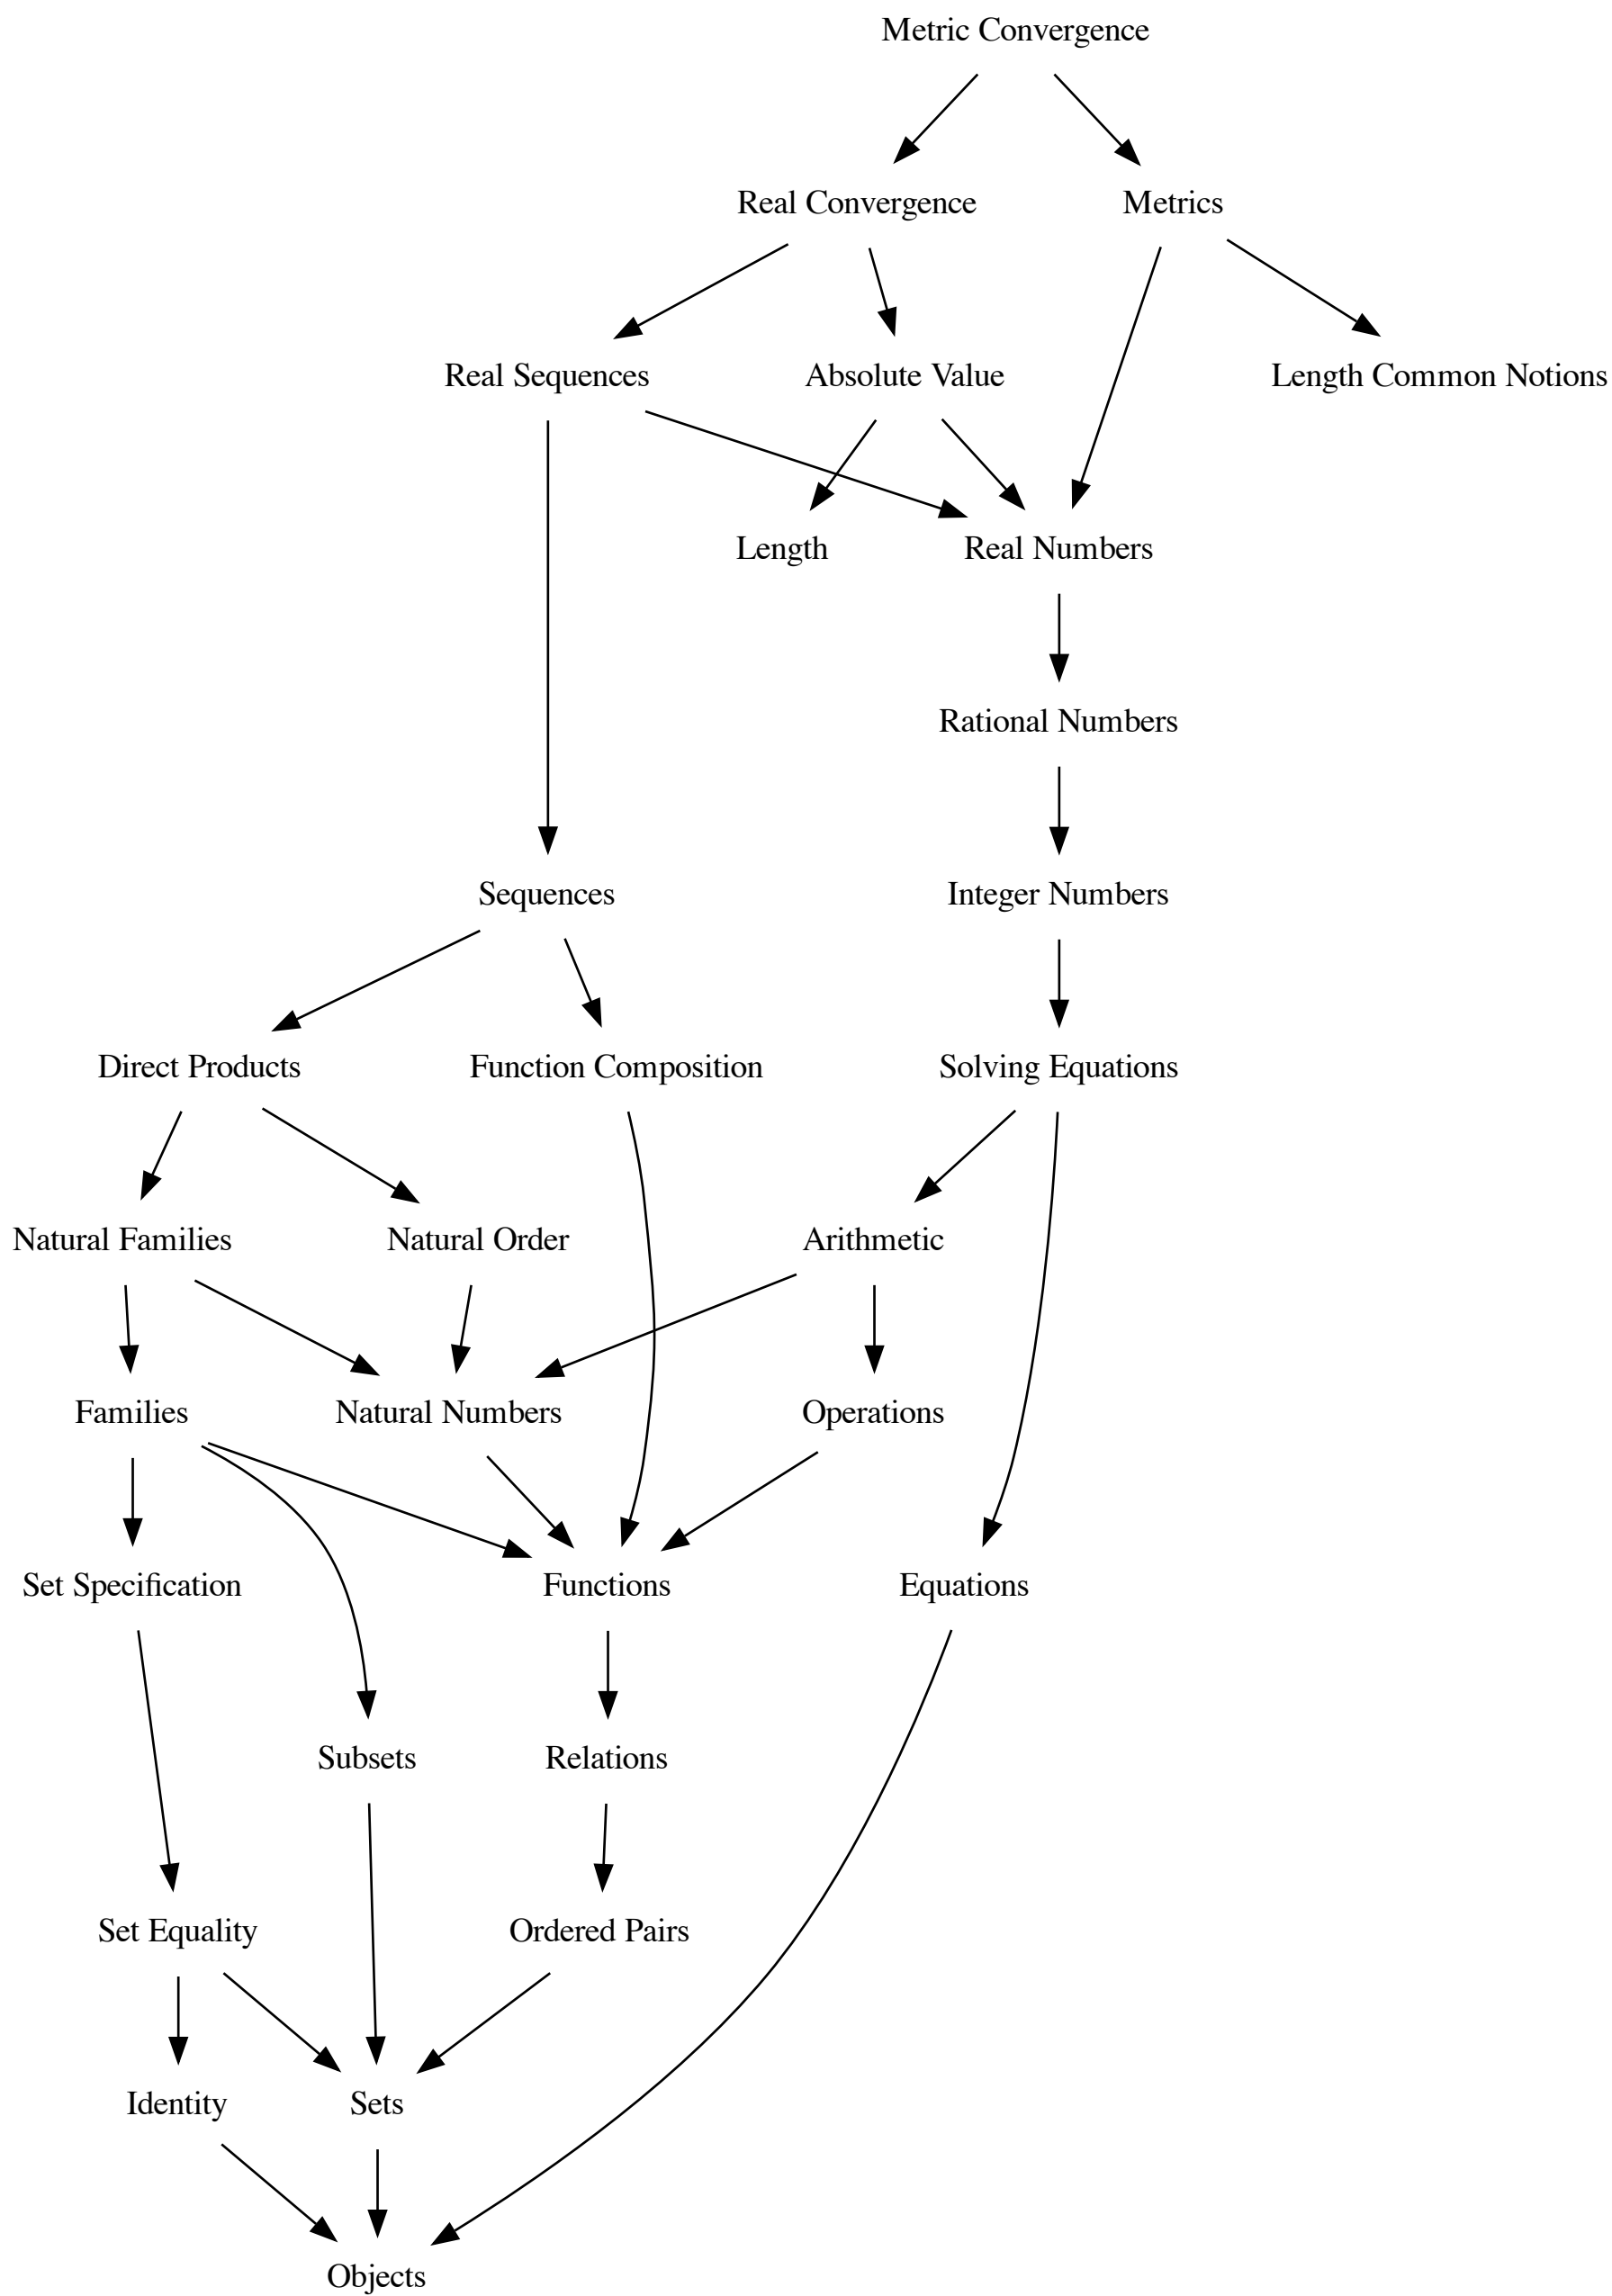 Metric Convergence
Real Convergence
Metrics
Real Sequences
Absolute Value
Length Common Notions
Length
Real Numbers
Rational Numbers
Sequences
Integer Numbers
Direct Products
Function Composition
Solving Equations
Natural Families
Natural Order
Arithmetic
Families
Natural Numbers
Operations
Set Specification
Functions
Equations
Subsets
Relations
Set Equality
Ordered Pairs
Identity
Sets
Objects